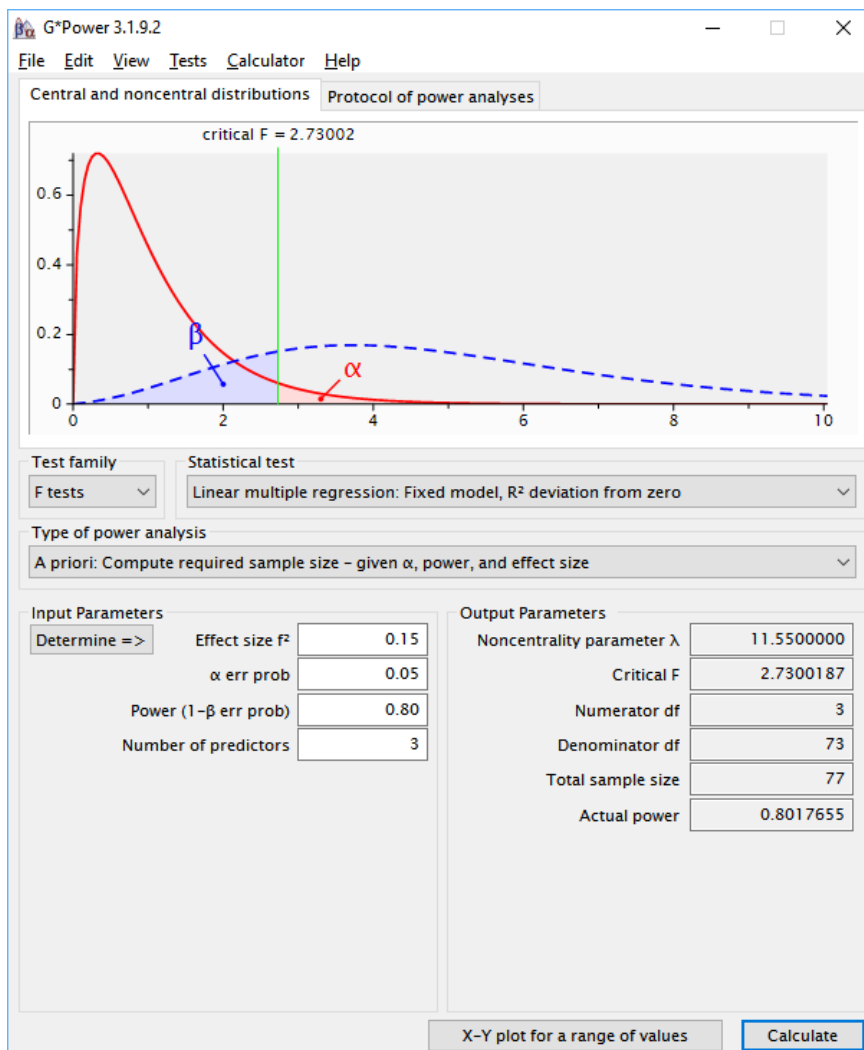 G*Power 3.1.9.2
File Edit View Tests Calculator Help
Central and noncentral distributions Protocol of power analyses
critical F = 2.73002
0.6
0.4
0.2
0
β
α
0 2 4 6 8 10
Test family Statistical test
F tests Linear multiple regression: Fixed model, R² deviation from zero
Type of power analysis
A priori: Compute required sample size – given α, power, and effect size
Input Parameters
Determine => Effect size f² 0.15
α err prob 0.05
Power (1-β err prob) 0.80
Number of predictors 3
Output Parameters
Noncentrality parameter λ 11.5500000
Critical F 2.7300187
Numerator df 3
Denominator df 73
Total sample size 77
Actual power 0.8017655
X-Y plot for a range of values Calculate